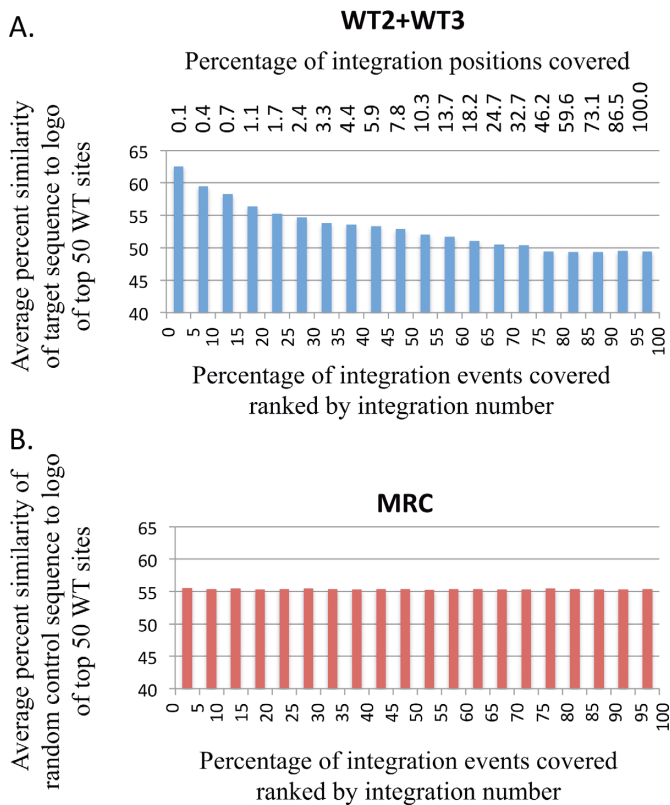 A.
WT2+WT3
Percentage of integration positions covered
0.1 0.4 0.7 1.1 1.7 2.4 3.3 4.4 5.9 7.8 10.3 13.7 18.2 24.7 32.7 46.2 59.6 73.1 86.5 100.0
Average percent similarity
of target sequence to logo
of top 50 WT sites
65
60
55
50
45
40
0 5 10 15 20 25 30 35 40 45 50 55 60 65 70 75 80 85 90 95 100
Percentage of integration events covered
ranked by integration number
B.
MRC
Average percent similarity of
random control sequence to logo
of top 50 WT sites
65
60
55
50
45
40
0 5 10 15 20 25 30 35 40 45 50 55 60 65 70 75 80 85 90 95 100
Percentage of integration events covered
ranked by integration number